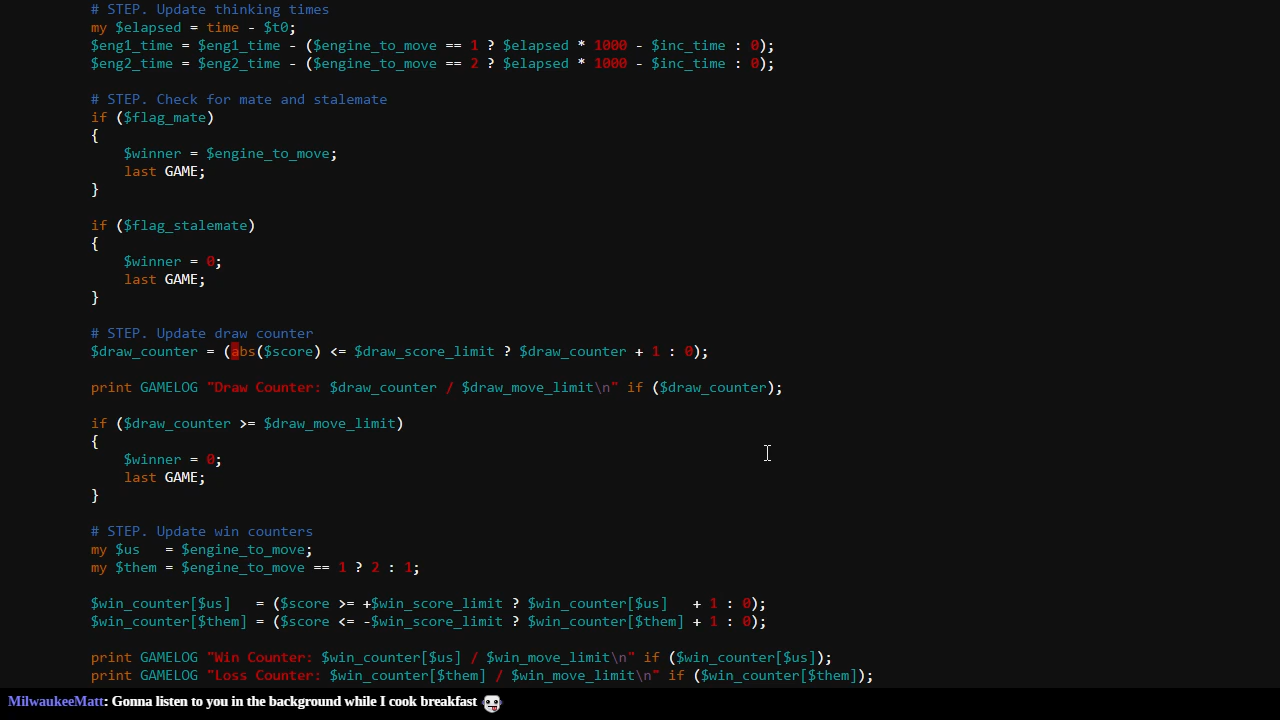 # STEP. Update thinking times
my $elapsed = time - $t0;
$eng1_time = $eng1_time - ($engine_to_move == 1 ? $elapsed * 1000 - $inc_time : 0);
$eng2_time = $eng2_time - ($engine_to_move == 2 ? $elapsed * 1000 - $inc_time : 0);
# STEP. Check for mate and stalemate
if ($flag_mate)
{
$winner = $engine_to_move;
last GAME;
}
if ($flag_stalemate)
{
$winner = 0;
last GAME;
}
# STEP. Update draw counter
$draw_counter = (abs($score) <= $draw_score_limit ? $draw_counter + 1 : 0);
print GAMELOG "Draw Counter: $draw_counter / $draw_move_limit\n" if ($draw_counter);
if ($draw_counter >= $draw_move_limit)
{
$winner = 0;
last GAME;
}
# STEP. Update win counters
my $us   = $engine_to_move;
my $them = $engine_to_move == 1 ? 2 : 1;
$win_counter[$us]   = ($score >= +$win_score_limit ? $win_counter[$us]   + 1 : 0);
$win_counter[$them] = ($score <= -$win_score_limit ? $win_counter[$them] + 1 : 0);
print GAMELOG "Win Counter: $win_counter[$us] / $win_move_limit\n" if ($win_counter[$us]);
print GAMELOG "Loss Counter: $win_counter[$them] / $win_move_limit\n" if ($win_counter[$them]);
MilwaukeeMatt: Gonna listen to you in the background while I cook breakfast